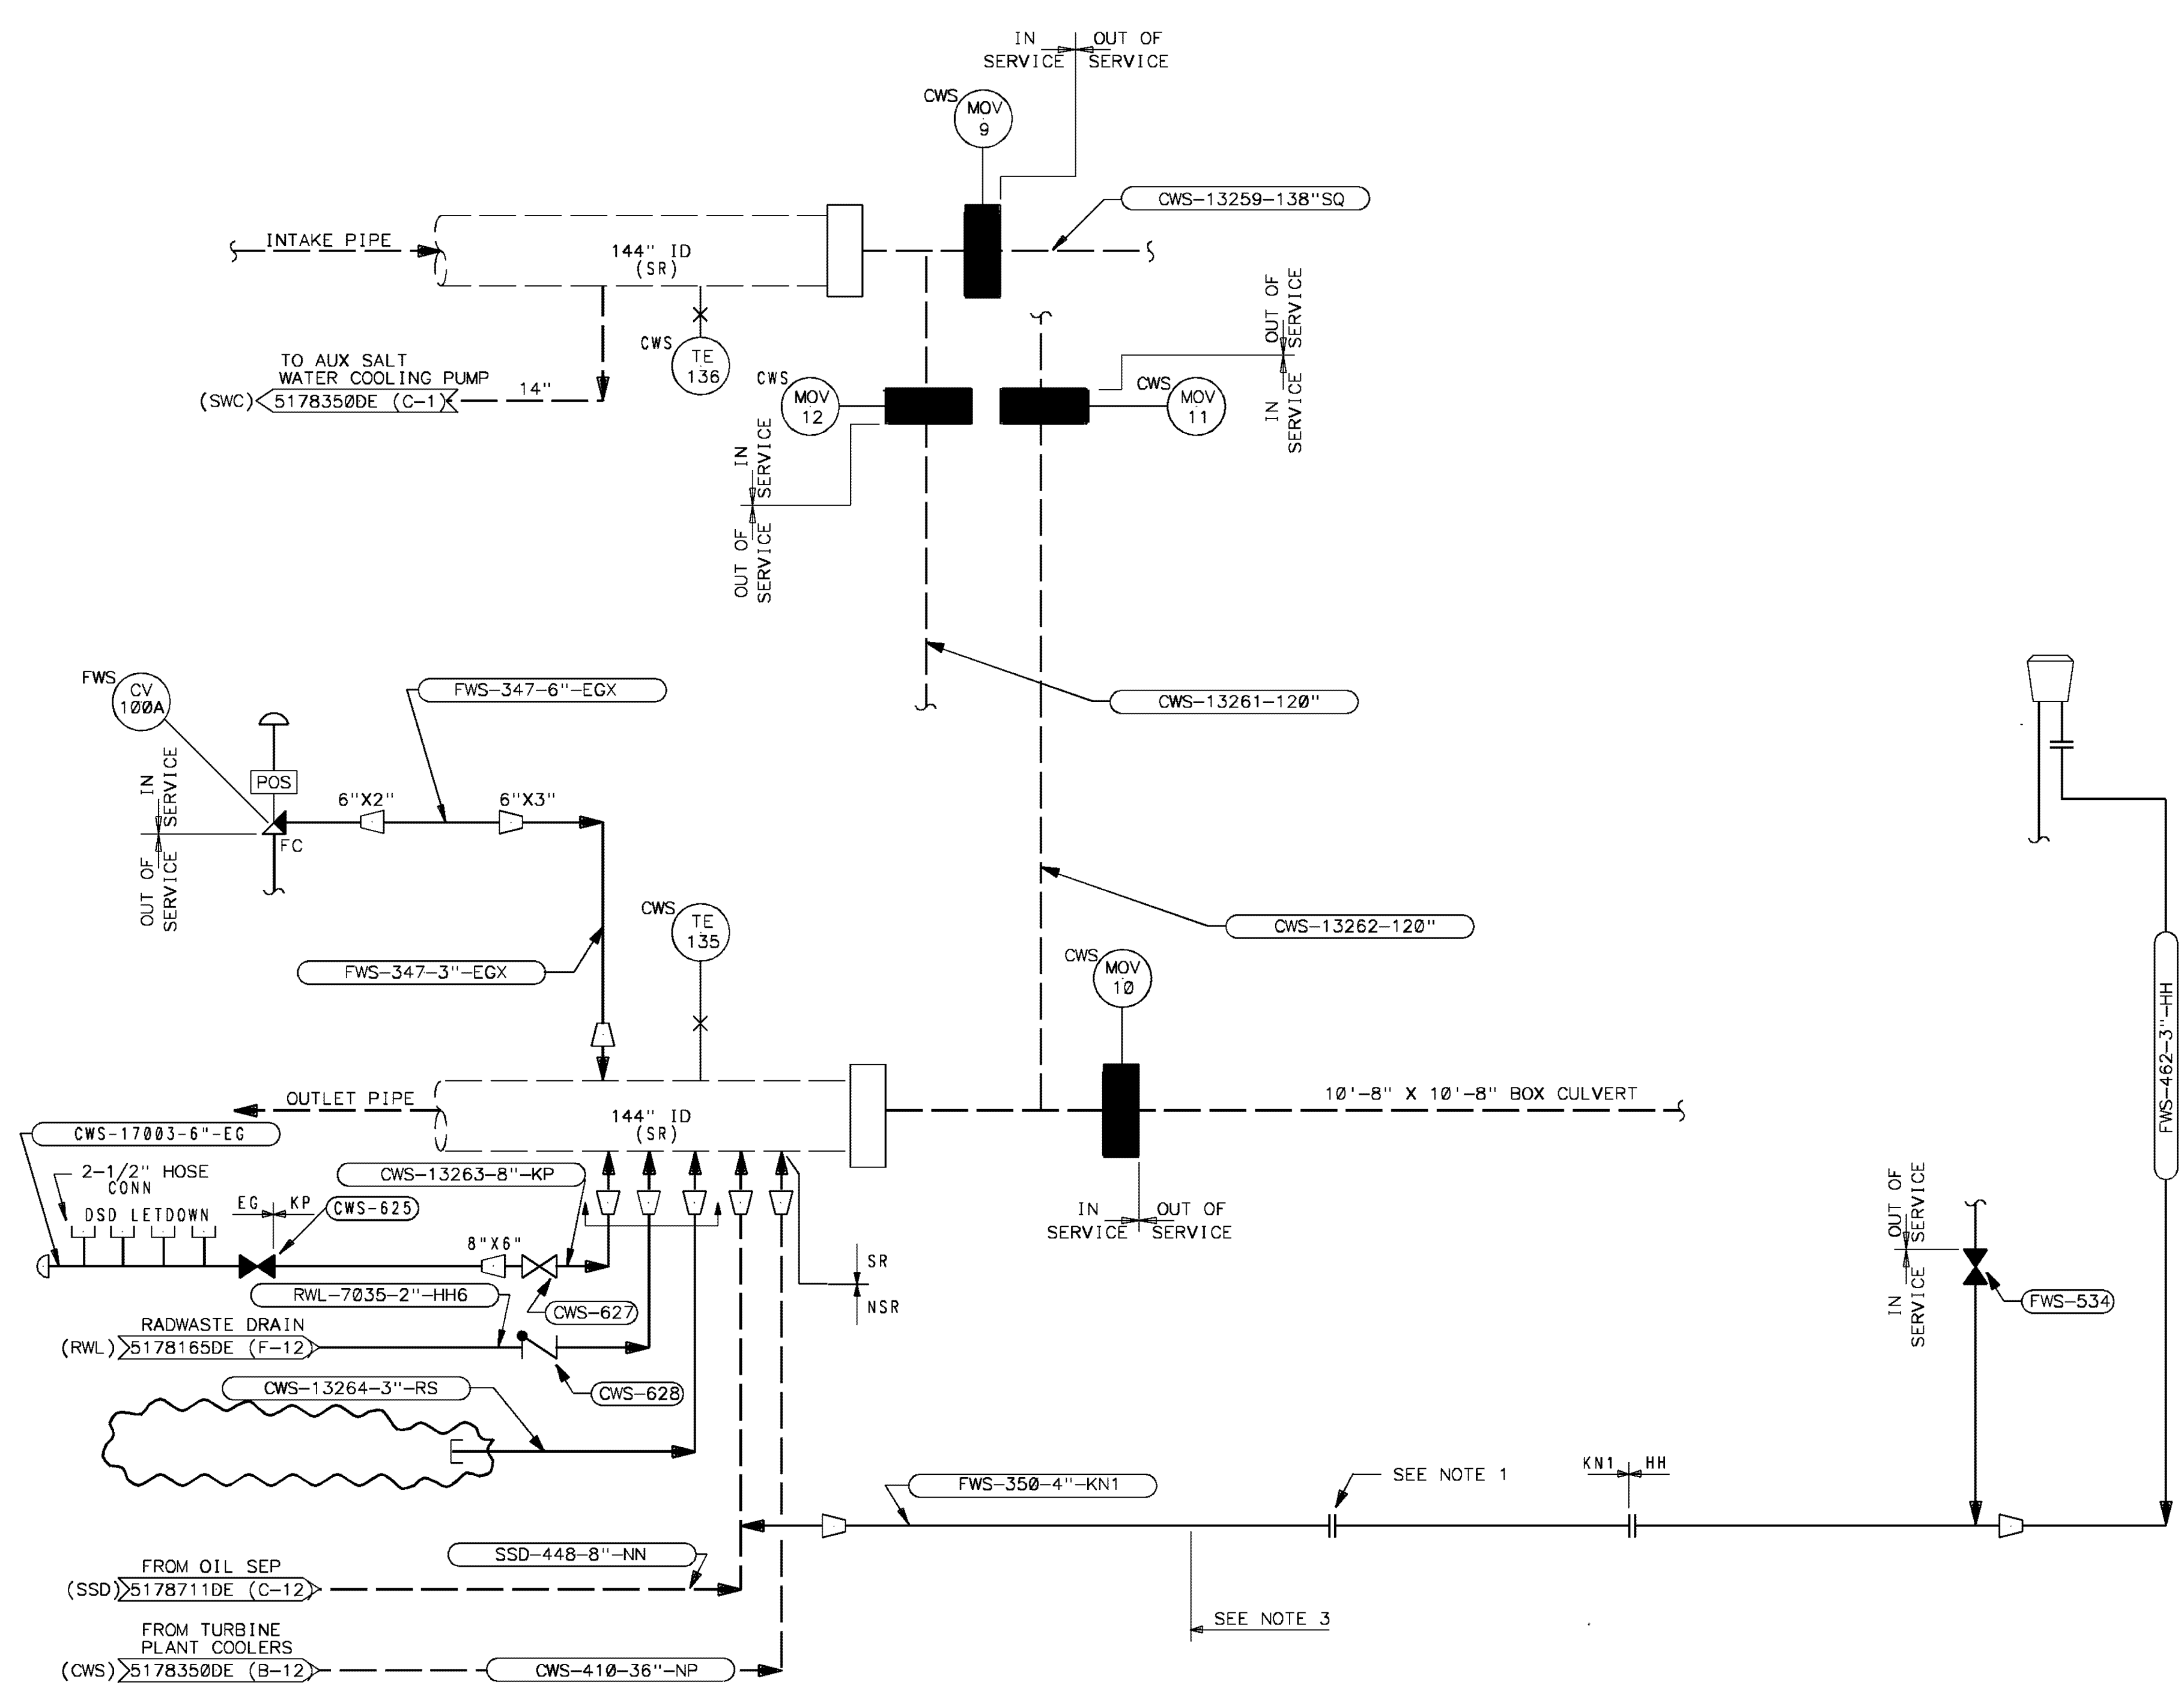 IN OUT OF
SERVICE SERVICE
CWS MOV
9
CWS-13259-138"SQ
INTAKE PIPE
144" ID
(SR)
OUT OF
SERVICE
IN
SERVICE
TO AUX SALT
WATER COOLING PUMP
(SWC) 5178350DE (C-1)
14"
CWS
TE
136
CWS
MOV
12
CWS
MOV
11
IN
SERVICE
OUT OF
SERVICE
FWS
CV
100A
FWS-347-6"-EGX
CWS-13261-120"
IN
SERVICE
OUT OF
SERVICE
POS
FC
6"X2"
6"X3"
CWS
TE
135
CWS-13262-120"
FWS-347-3"-EGX
CWS
MOV
10
FWS-462-3"-HH
OUTLET PIPE
144" ID
(SR)
10'-8" X 10'-8" BOX CULVERT
CWS-17003-6"-EG
2-1/2" HOSE
CONN
CWS-13263-8"-KP
DSD LETDOWN
EG KP
CWS-625
8"X6"
IN OUT OF
SERVICE SERVICE
OUT OF
SERVICE
IN
SERVICE
SR
NSR
RWL-7035-2"-HH6
CWS-627
FWS-534
RADWASTE DRAIN
(RWL) 5178165DE (F-12)
CWS-13264-3"-RS
CWS-628
FWS-350-4"-KN1
SEE NOTE 1
KN1 HH
SSD-448-8"-NN
FROM OIL SEP
(SSD) 5178711DE (C-12)
SEE NOTE 3
FROM TURBINE
PLANT COOLERS
(CWS) 5178350DE (B-12)
CWS-410-36"-NP